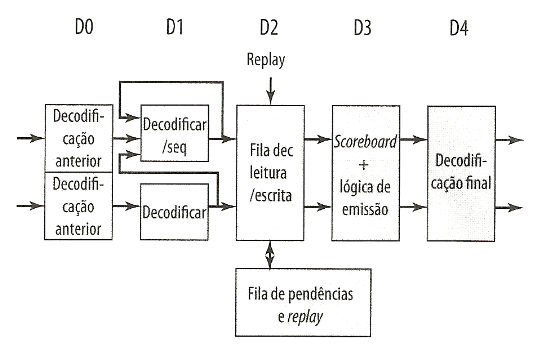 D0 D1 D2 D3 D4
Replay
Decodifi-
cação
anterior
Decodifi-
cação
anterior
Decodificar
/seq
Decodificar
Fila dec
leitura
/escrita
Scoreboard
+
lógica de
emissão
Decodifi-
cação final
Fila de pendências
e replay